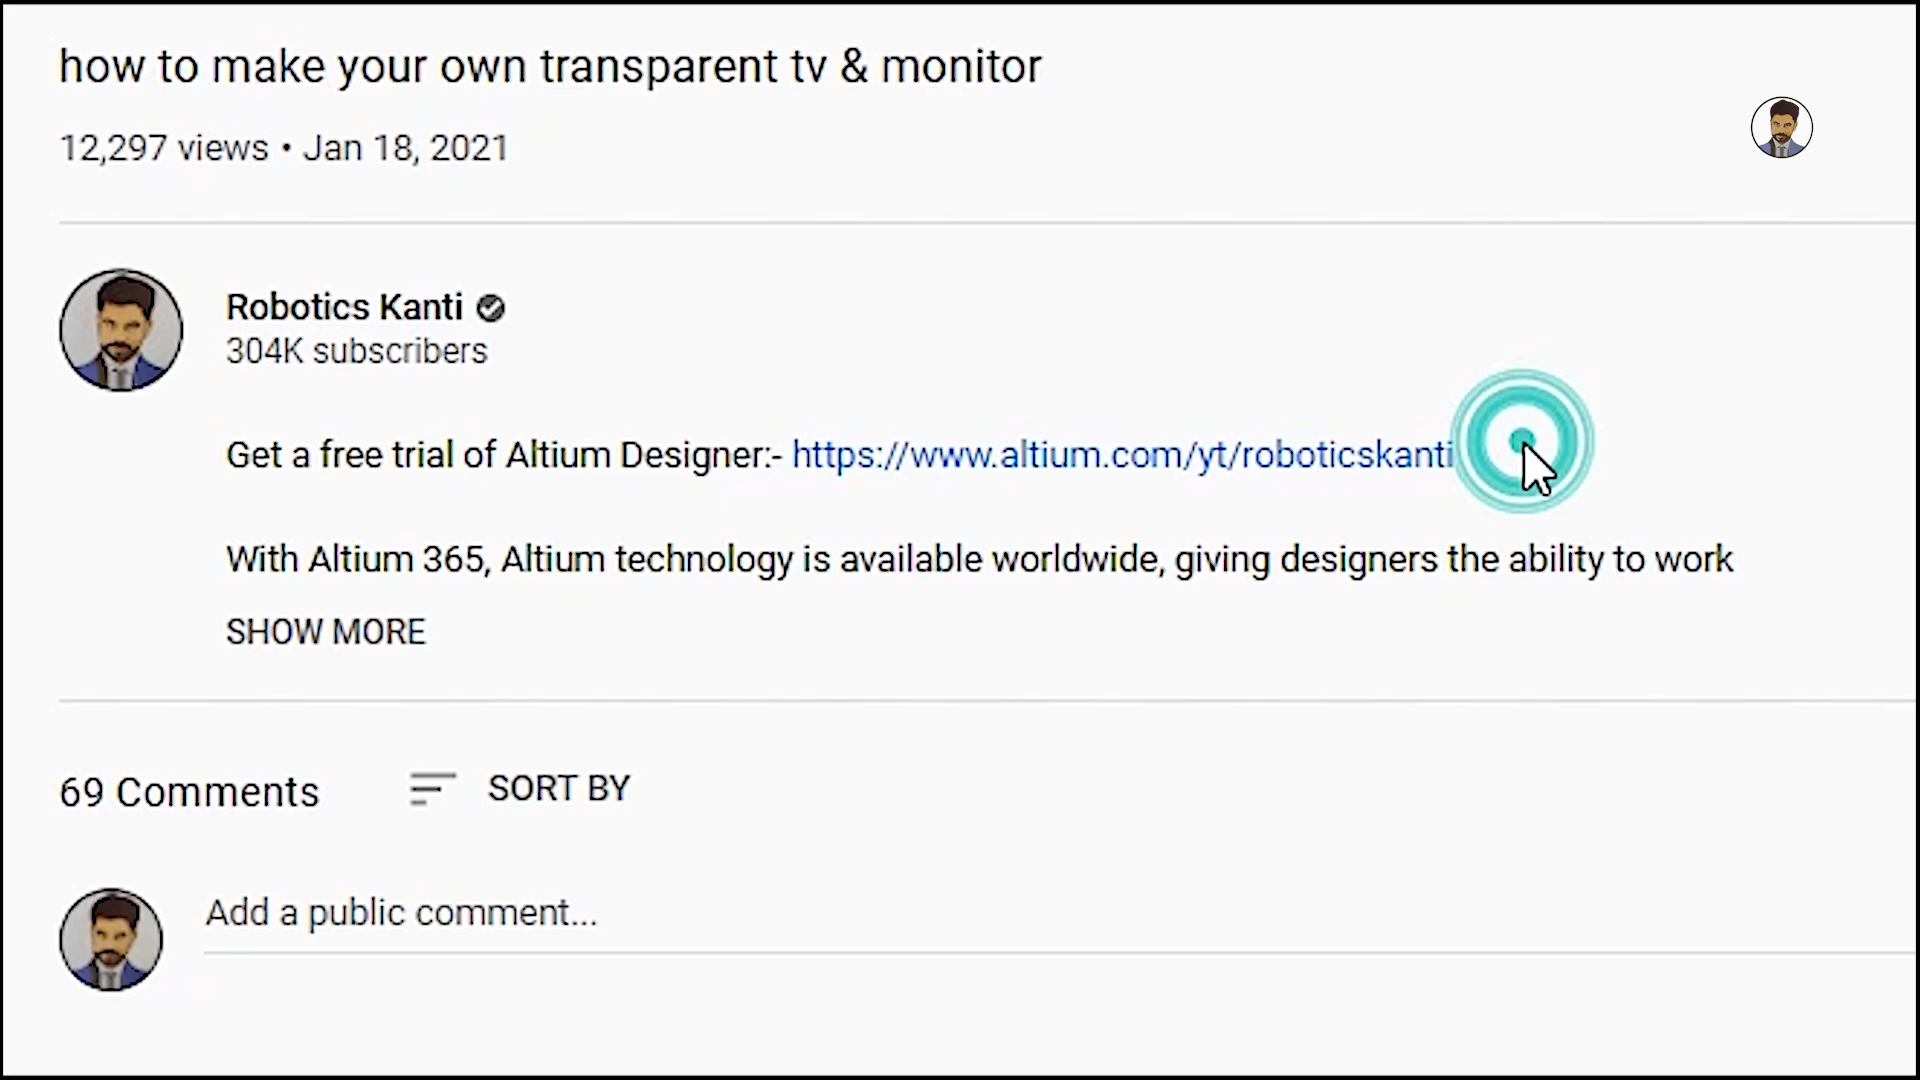 how to make your own transparent tv & monitor
12,297 views • Jan 18, 2021
Robotics Kanti
304K subscribers
Get a free trial of Altium Designer:- https://www.altium.com/yt/roboticskanti
With Altium 365, Altium technology is available worldwide, giving designers the ability to work
SHOW MORE
69 Comments SORT BY
Add a public comment...